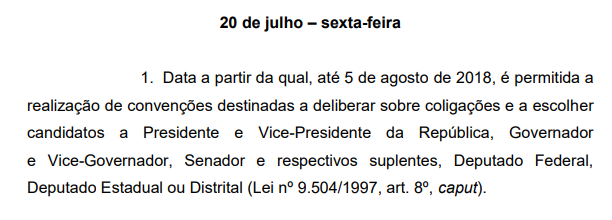 20 de julho – sexta-feira
1. Data a partir da qual, até 5 de agosto de 2018, é permitida a
realização de convenções destinadas a deliberar sobre coligações e a escolher
candidatos a Presidente e Vice-Presidente da República, Governador
e Vice-Governador, Senador e respectivos suplentes, Deputado Federal,
Deputado Estadual ou Distrital (Lei nº 9.504/1997, art. 8º, caput).